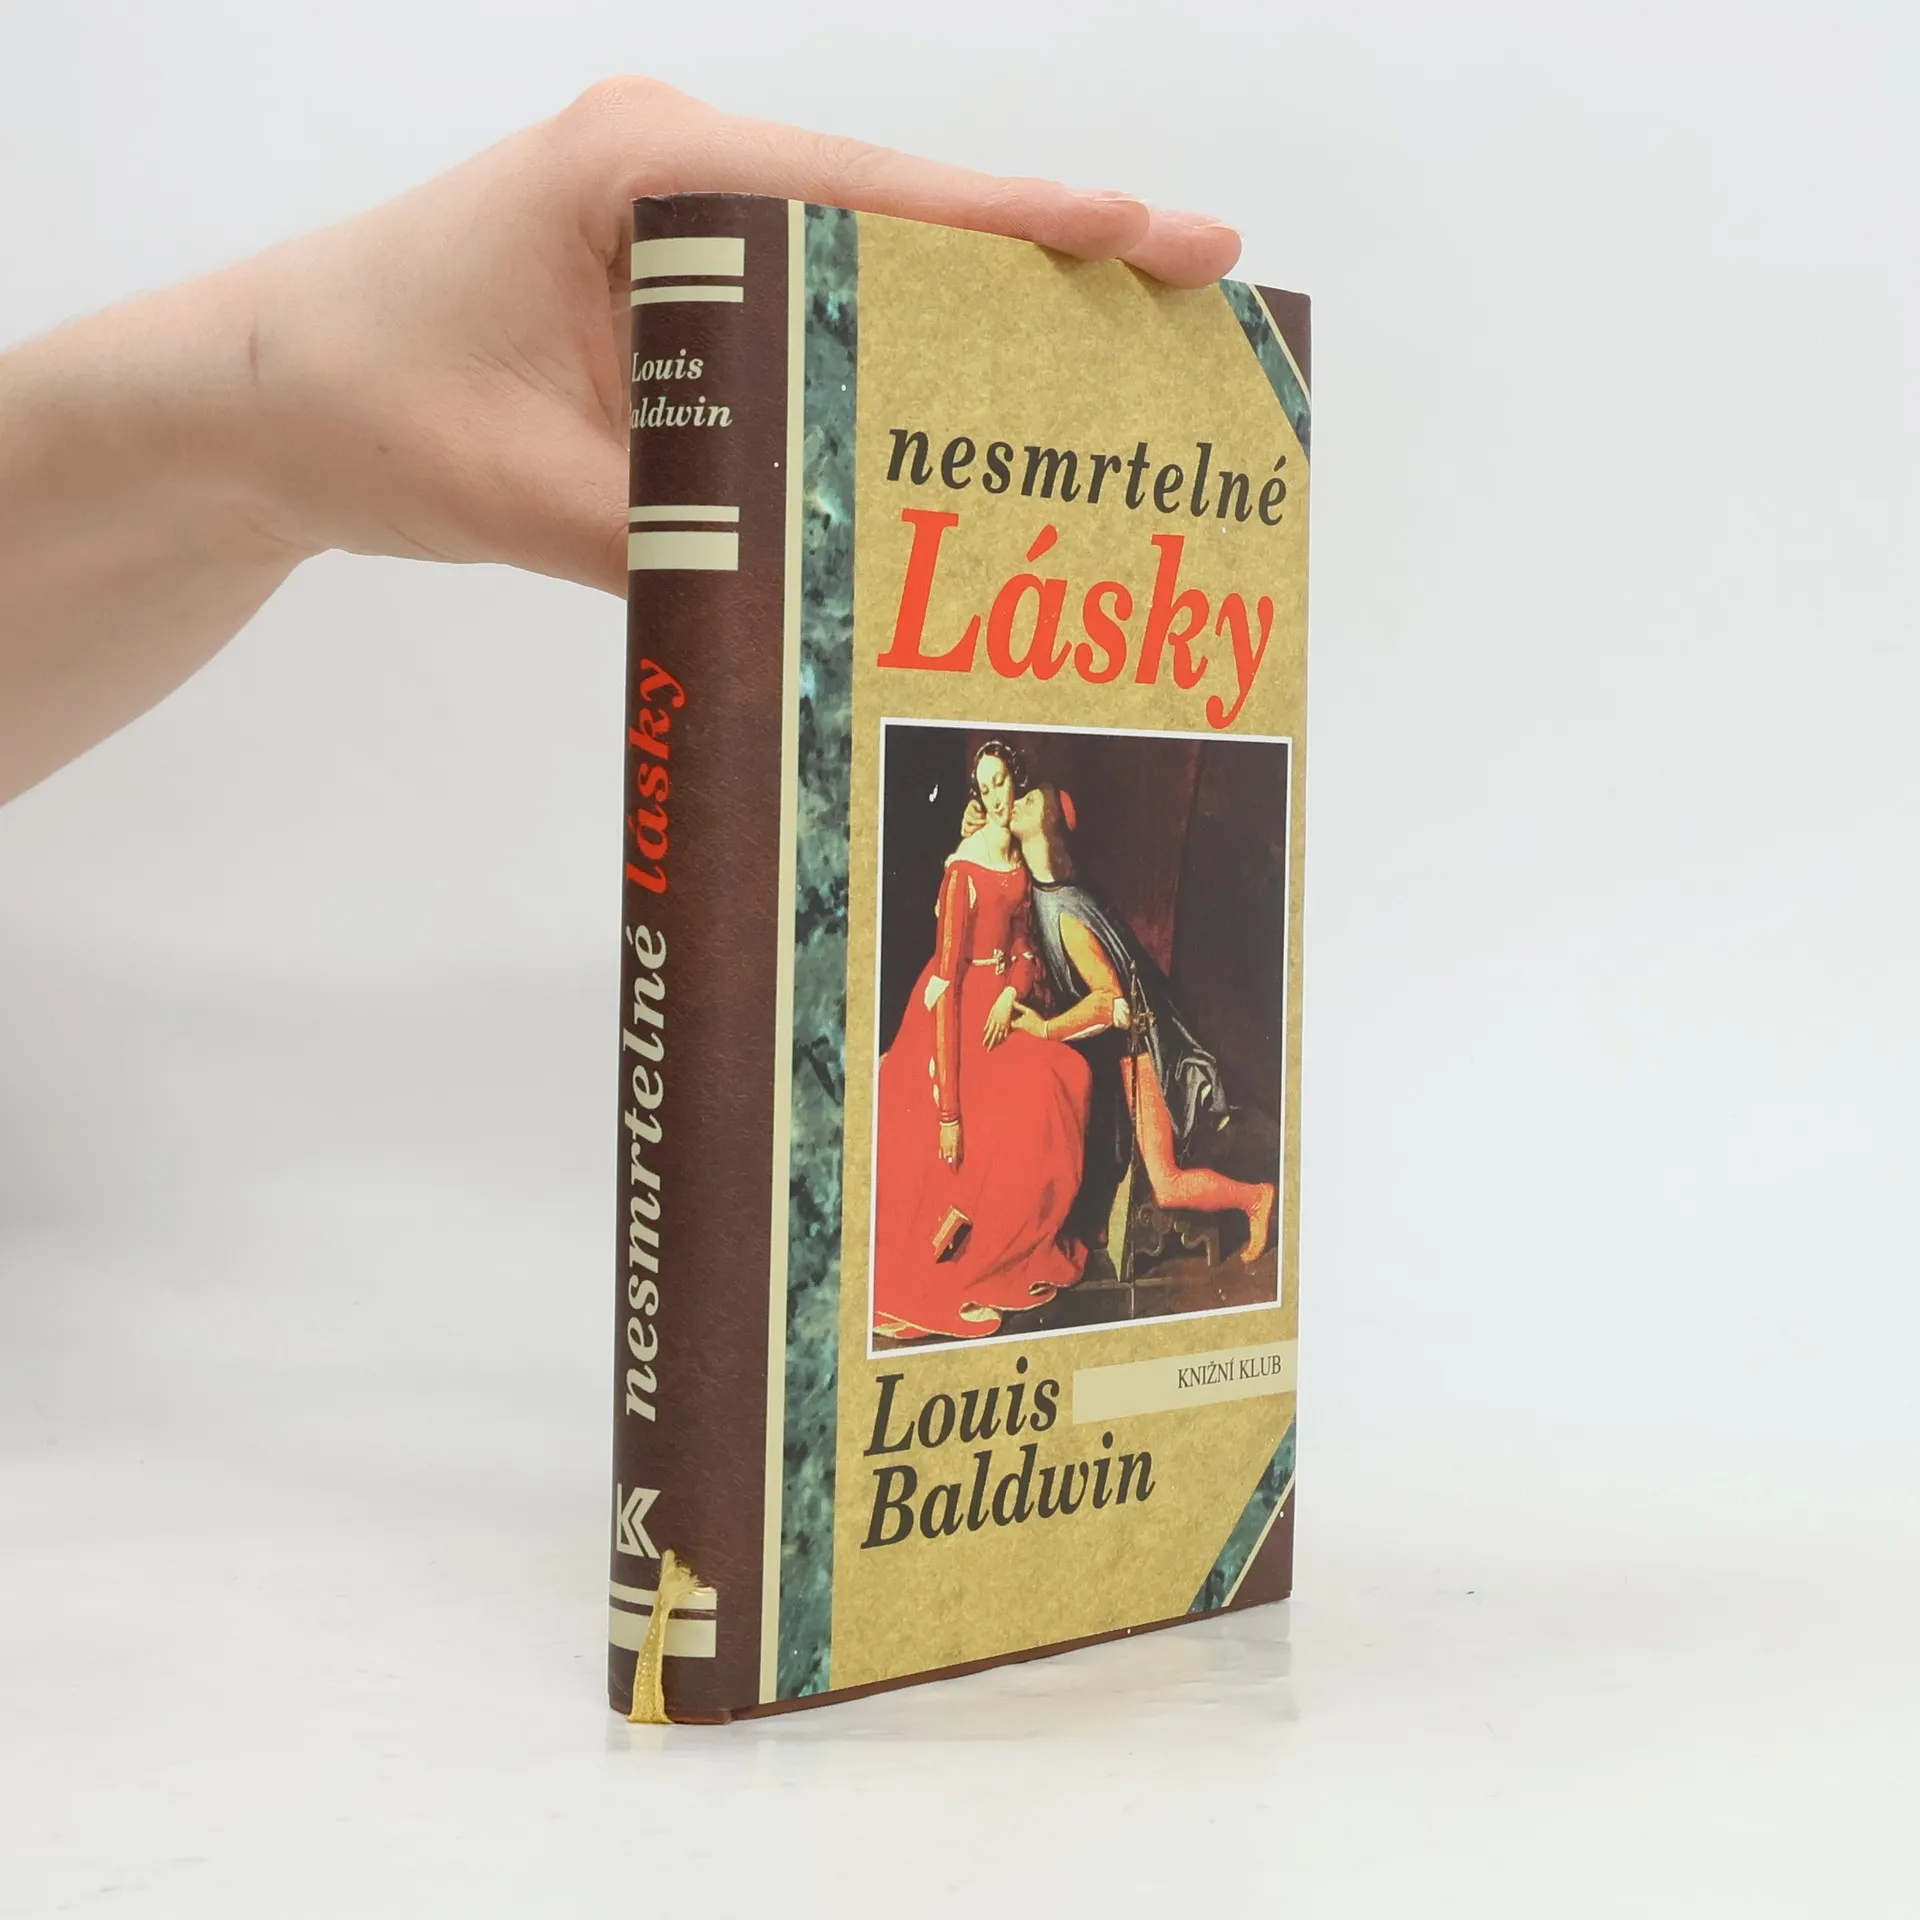 Louis
Baldwin
nesmrtelné lásky
nesmrtelné
Lásky
KNIŽNÍ KLUB
Louis
Baldwin